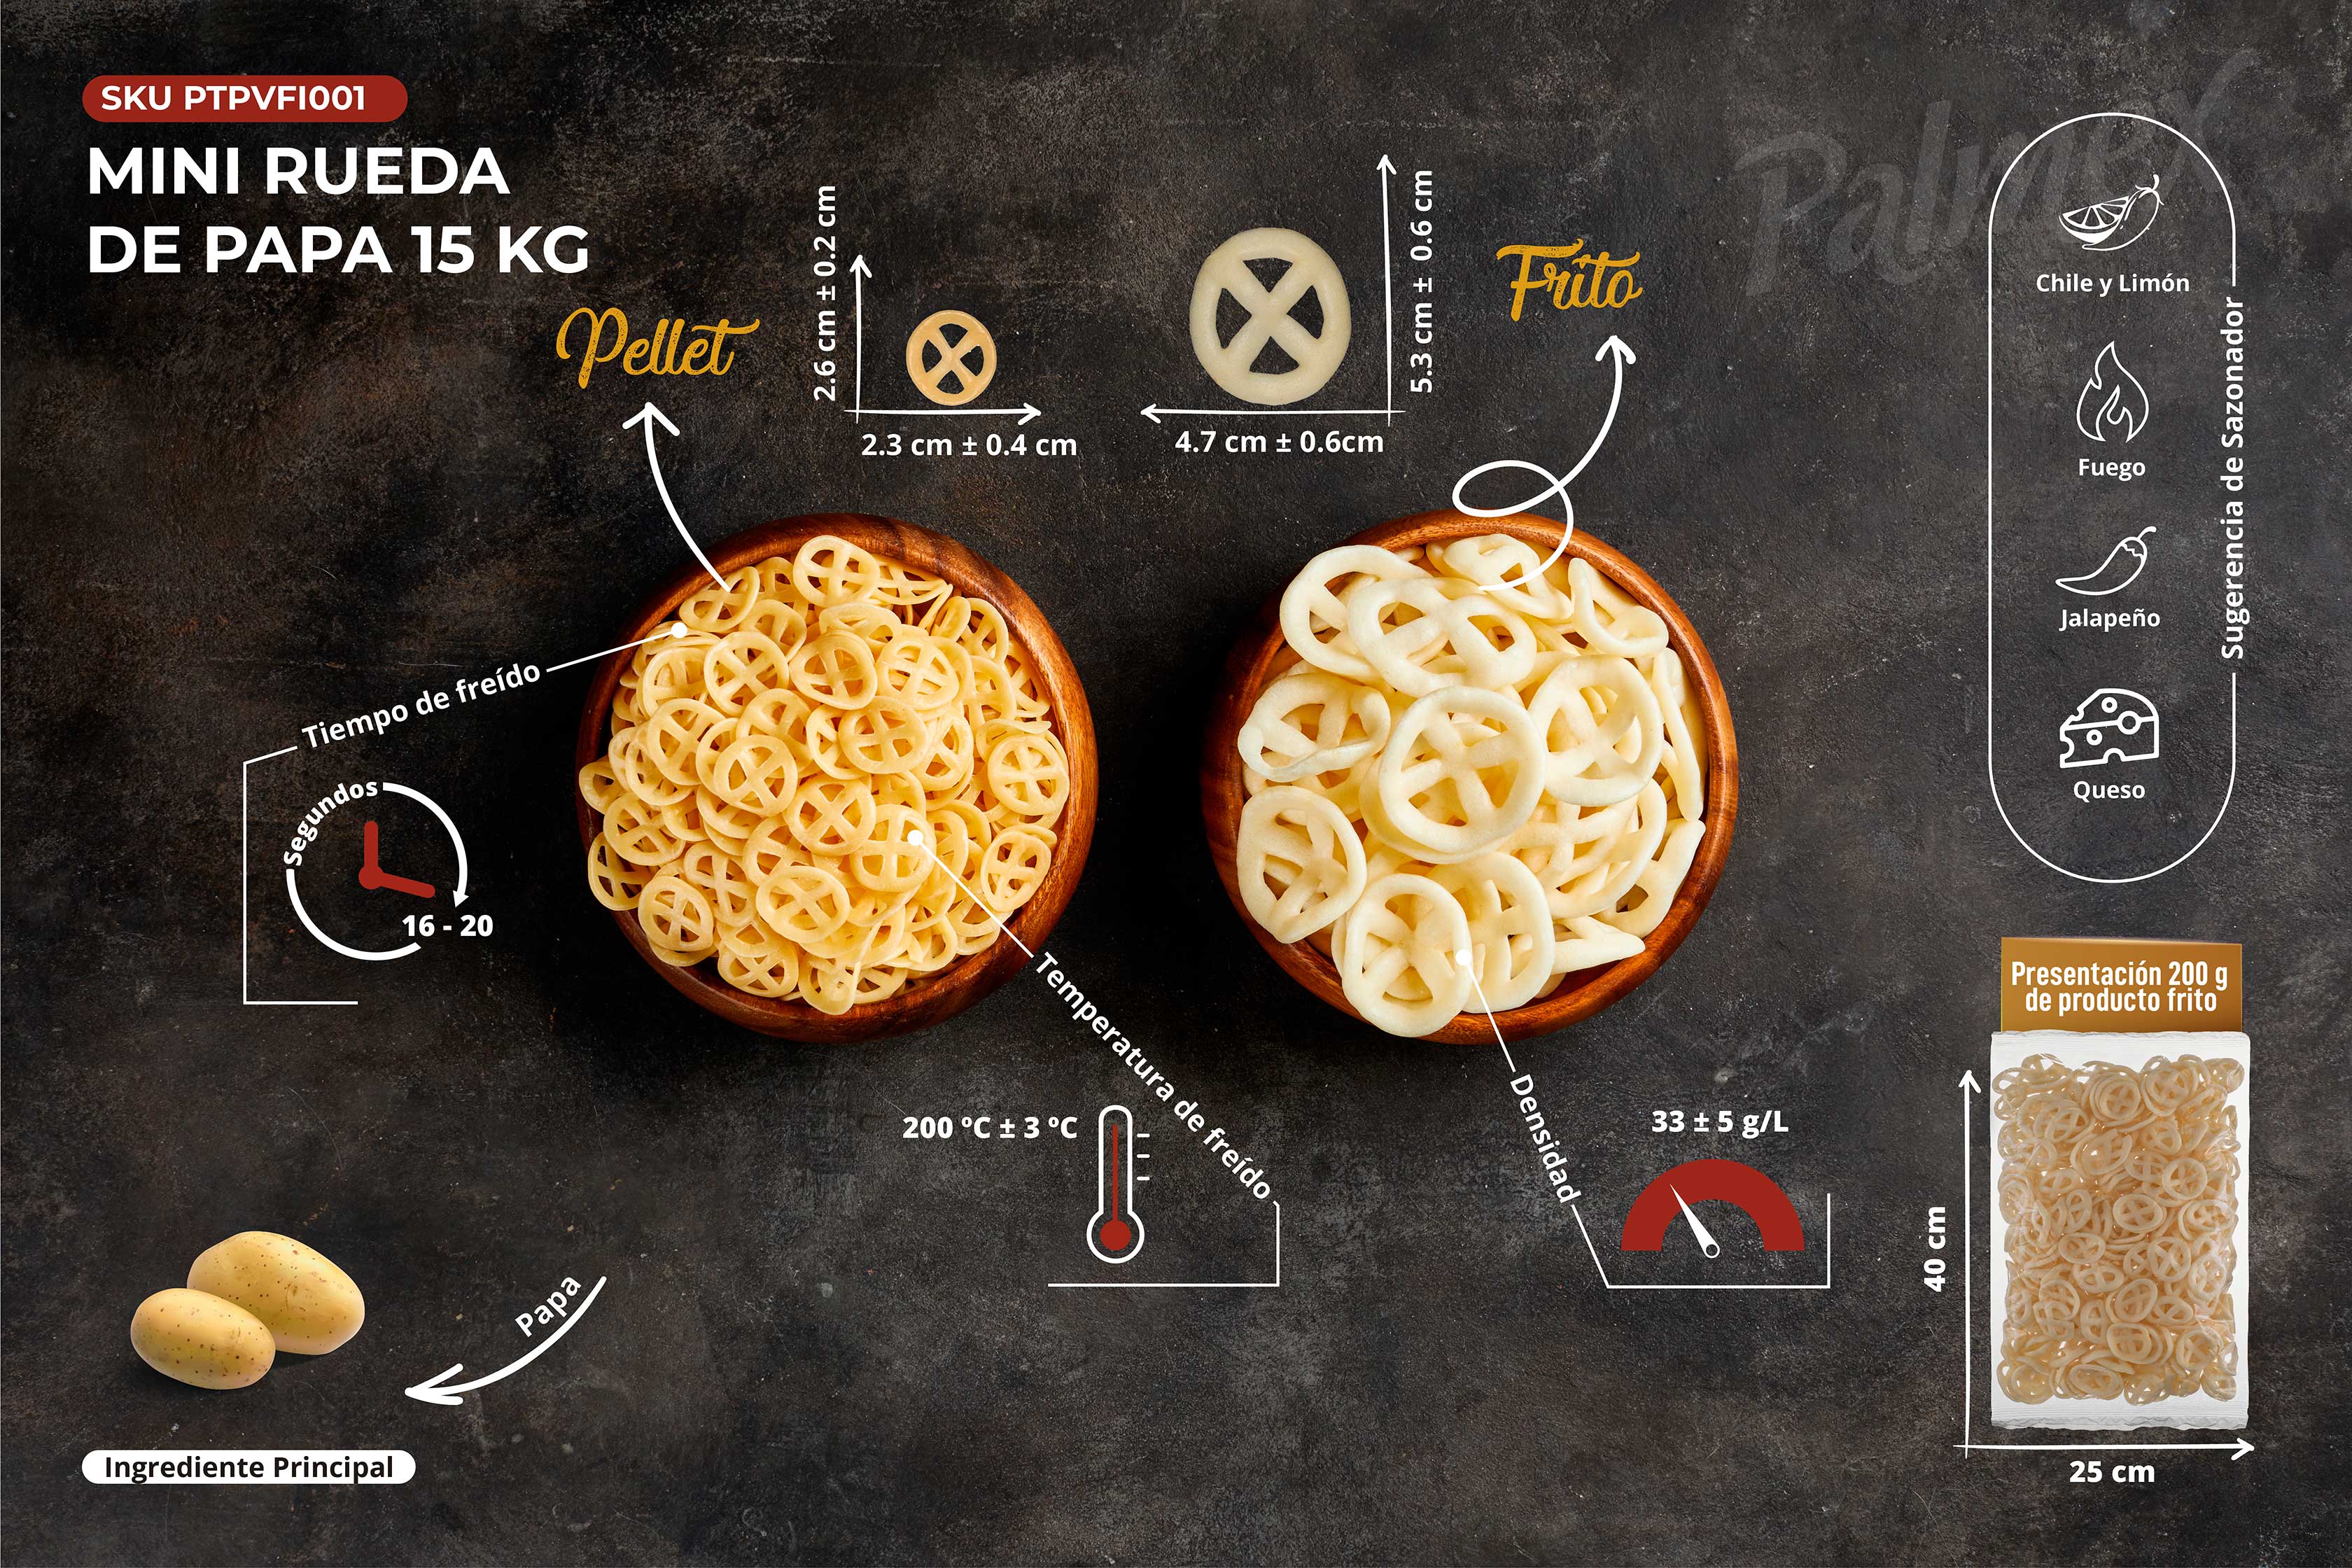 SKU PTPVFI001
MINI RUEDA
DE PAPA 15 KG
Palmex
Pellet
2.6 cm ± 0.2 cm
2.3 cm ± 0.4 cm
5.3 cm ± 0.6 cm
4.7 cm ± 0.6cm
Frito
Chile y Limón
Fuego
Jalapeño
Queso
Sugerencia de Sazonador
Tiempo de freído
Segundos
16 - 20
Temperatura de freído
200 ºC ± 3 ºC
Densidad
33 ± 5 g/L
Presentación 200 g
de producto frito
40 cm
25 cm
Papa
Ingrediente Principal